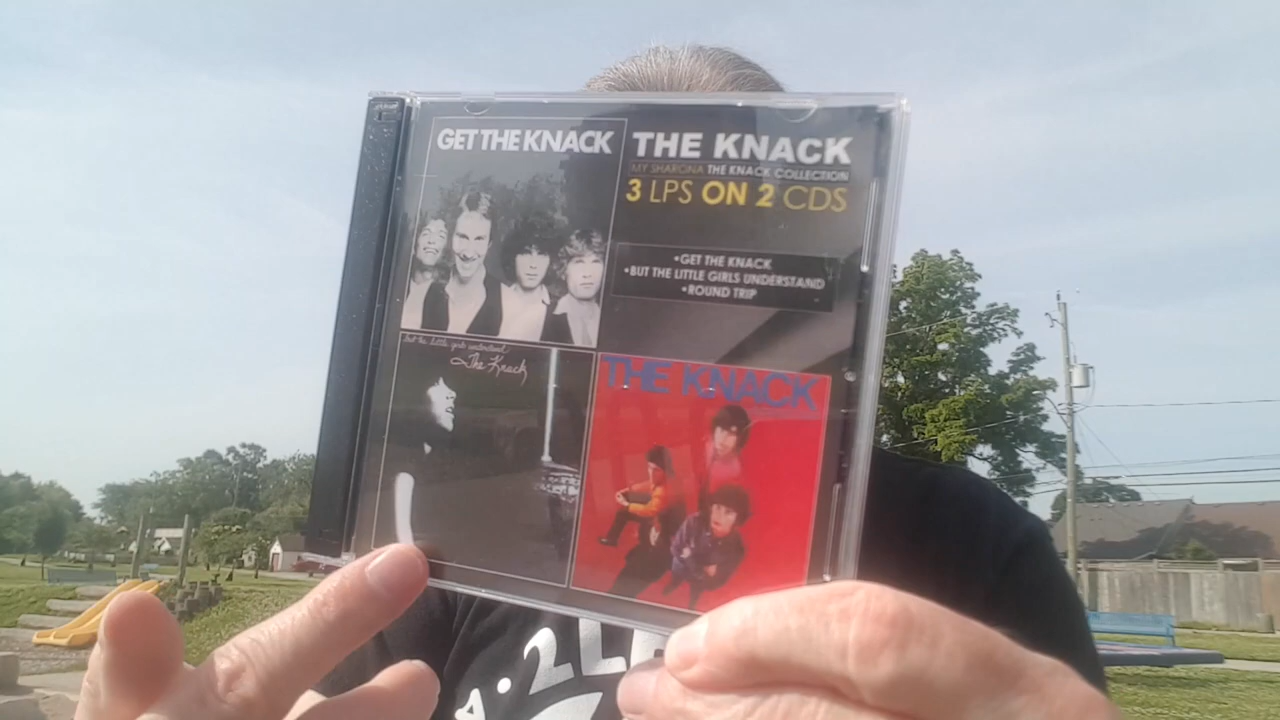 GET THE KNACK
THE KNACK
MY SHARONA THE KNACK COLLECTION
3 LPS ON 2 CDS
•GET THE KNACK
•BUT THE LITTLE GIRLS UNDERSTAND
•ROUND TRIP
but the little girls understand
The Knack
THE KNACK